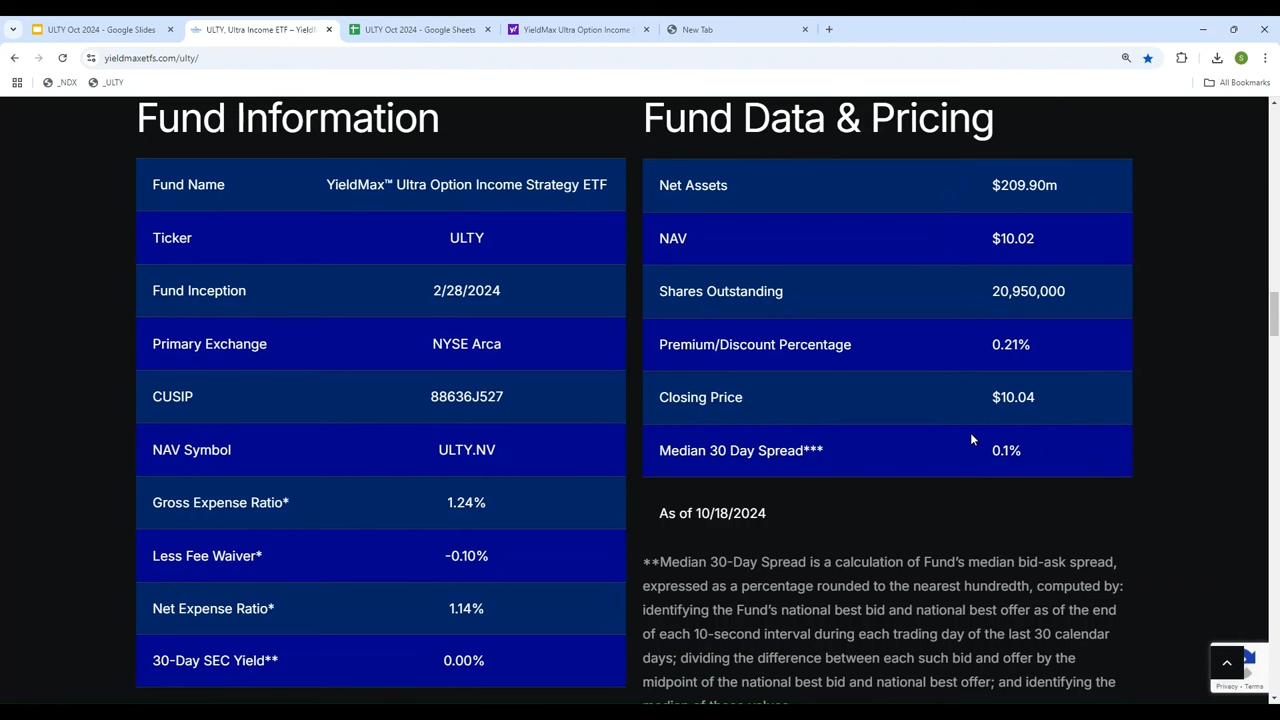 ULTY Oct 2024 - Google Slides
ULTY, Ultra Income ETF – YieldM
ULTY Oct 2024 - Google Sheets
YieldMax Ultra Option Income S
New Tab
yieldmaxetfs.com/ulty/
S
_NDX
_ULTY
All Bookmarks
Fund Information
Fund Name YieldMax™ Ultra Option Income Strategy ETF
Ticker ULTY
Fund Inception 2/28/2024
Primary Exchange NYSE Arca
CUSIP 88636J527
NAV Symbol ULTY.NV
Gross Expense Ratio* 1.24%
Less Fee Waiver* -0.10%
Net Expense Ratio* 1.14%
30-Day SEC Yield** 0.00%
Fund Data & Pricing
Net Assets $209.90m
NAV $10.02
Shares Outstanding 20,950,000
Premium/Discount Percentage 0.21%
Closing Price $10.04
Median 30 Day Spread*** 0.1%
As of 10/18/2024
**Median 30-Day Spread is a calculation of Fund's median bid-ask spread,
expressed as a percentage rounded to the nearest hundredth, computed by:
identifying the Fund's national best bid and national best offer as of the end
of each 10-second interval during each trading day of the last 30 calendar
days; dividing the difference between each such bid and offer by the
midpoint of the national best bid and national best offer; and identifying the
median of those values.
Privacy - Terms